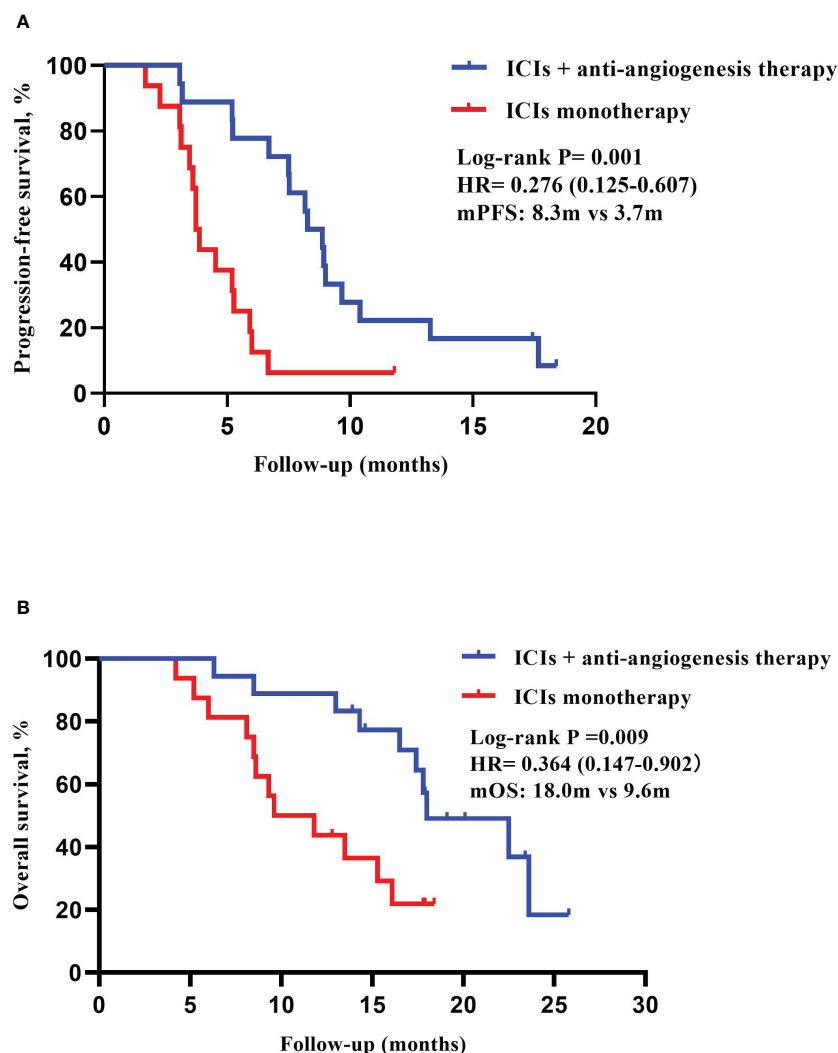 A
ICIs + anti-angiogenesis therapy
ICIs monotherapy
Log-rank P= 0.001
HR= 0.276 (0.125-0.607)
mPFS: 8.3m vs 3.7m
Progression-free survival, %
100
80
60
40
20
0
0 5 10 15 20
Follow-up (months)
B
ICIs + anti-angiogenesis therapy
ICIs monotherapy
Log-rank P =0.009
HR= 0.364 (0.147-0.902)
mOS: 18.0m vs 9.6m
Overall survival, %
100
80
60
40
20
0
0 5 10 15 20 25 30
Follow-up (months)